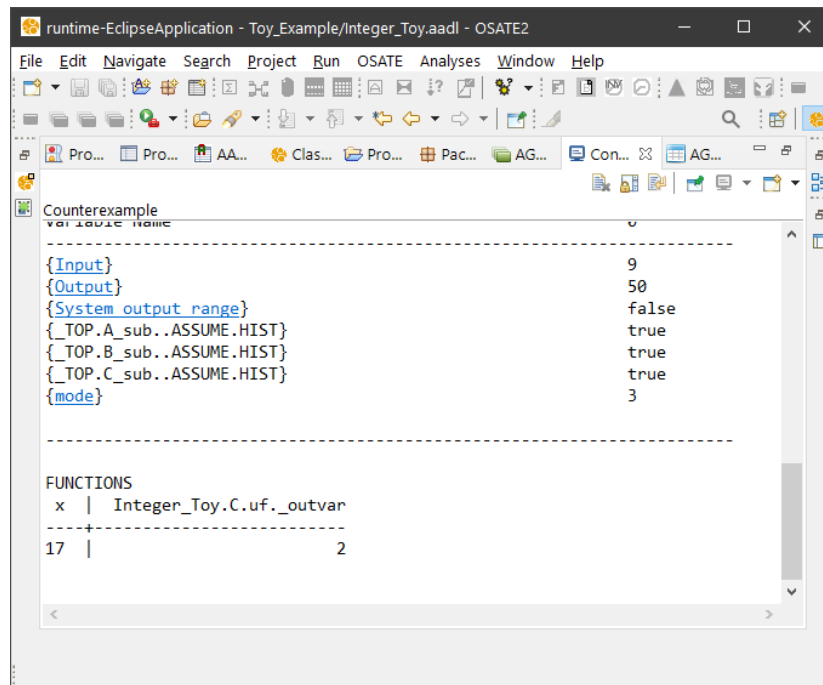 runtime-EclipseApplication - Toy_Example/Integer_Toy.aadl - OSATE2
File Edit Navigate Search Project Run OSATE Analyses Window Help
Pro... Pro... AA... Clas... Pro... Pac... AG... Con... AG...
Counterexample
Variable Name 0
--------------------------------------------------------------------
{Input} 9
{Output} 50
{System output range} false
{_TOP.A_sub..ASSUME.HIST} true
{_TOP.B_sub..ASSUME.HIST} true
{_TOP.C_sub..ASSUME.HIST} true
{mode} 3
--------------------------------------------------------------------
FUNCTIONS
x | Integer_Toy.C.uf._outvar
----+--------------------------
17 | 2